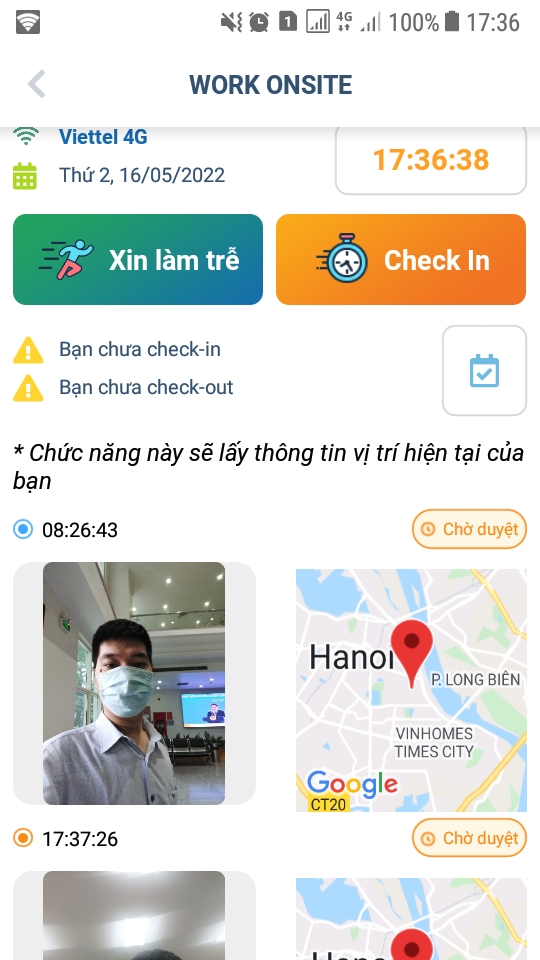 1 4G 100% 17:36
WORK ONSITE
Viettel 4G
17:36:38
Thứ 2, 16/05/2022
Xin làm trễ
Check In
Bạn chưa check-in
Bạn chưa check-out
* Chức năng này sẽ lấy thông tin vị trí hiện tại của
bạn
08:26:43
Chờ duyệt
Hanoi
P. LONG BIÊN
VINHOMES
TIMES CITY
Google
CT20
17:37:26
Chờ duyệt